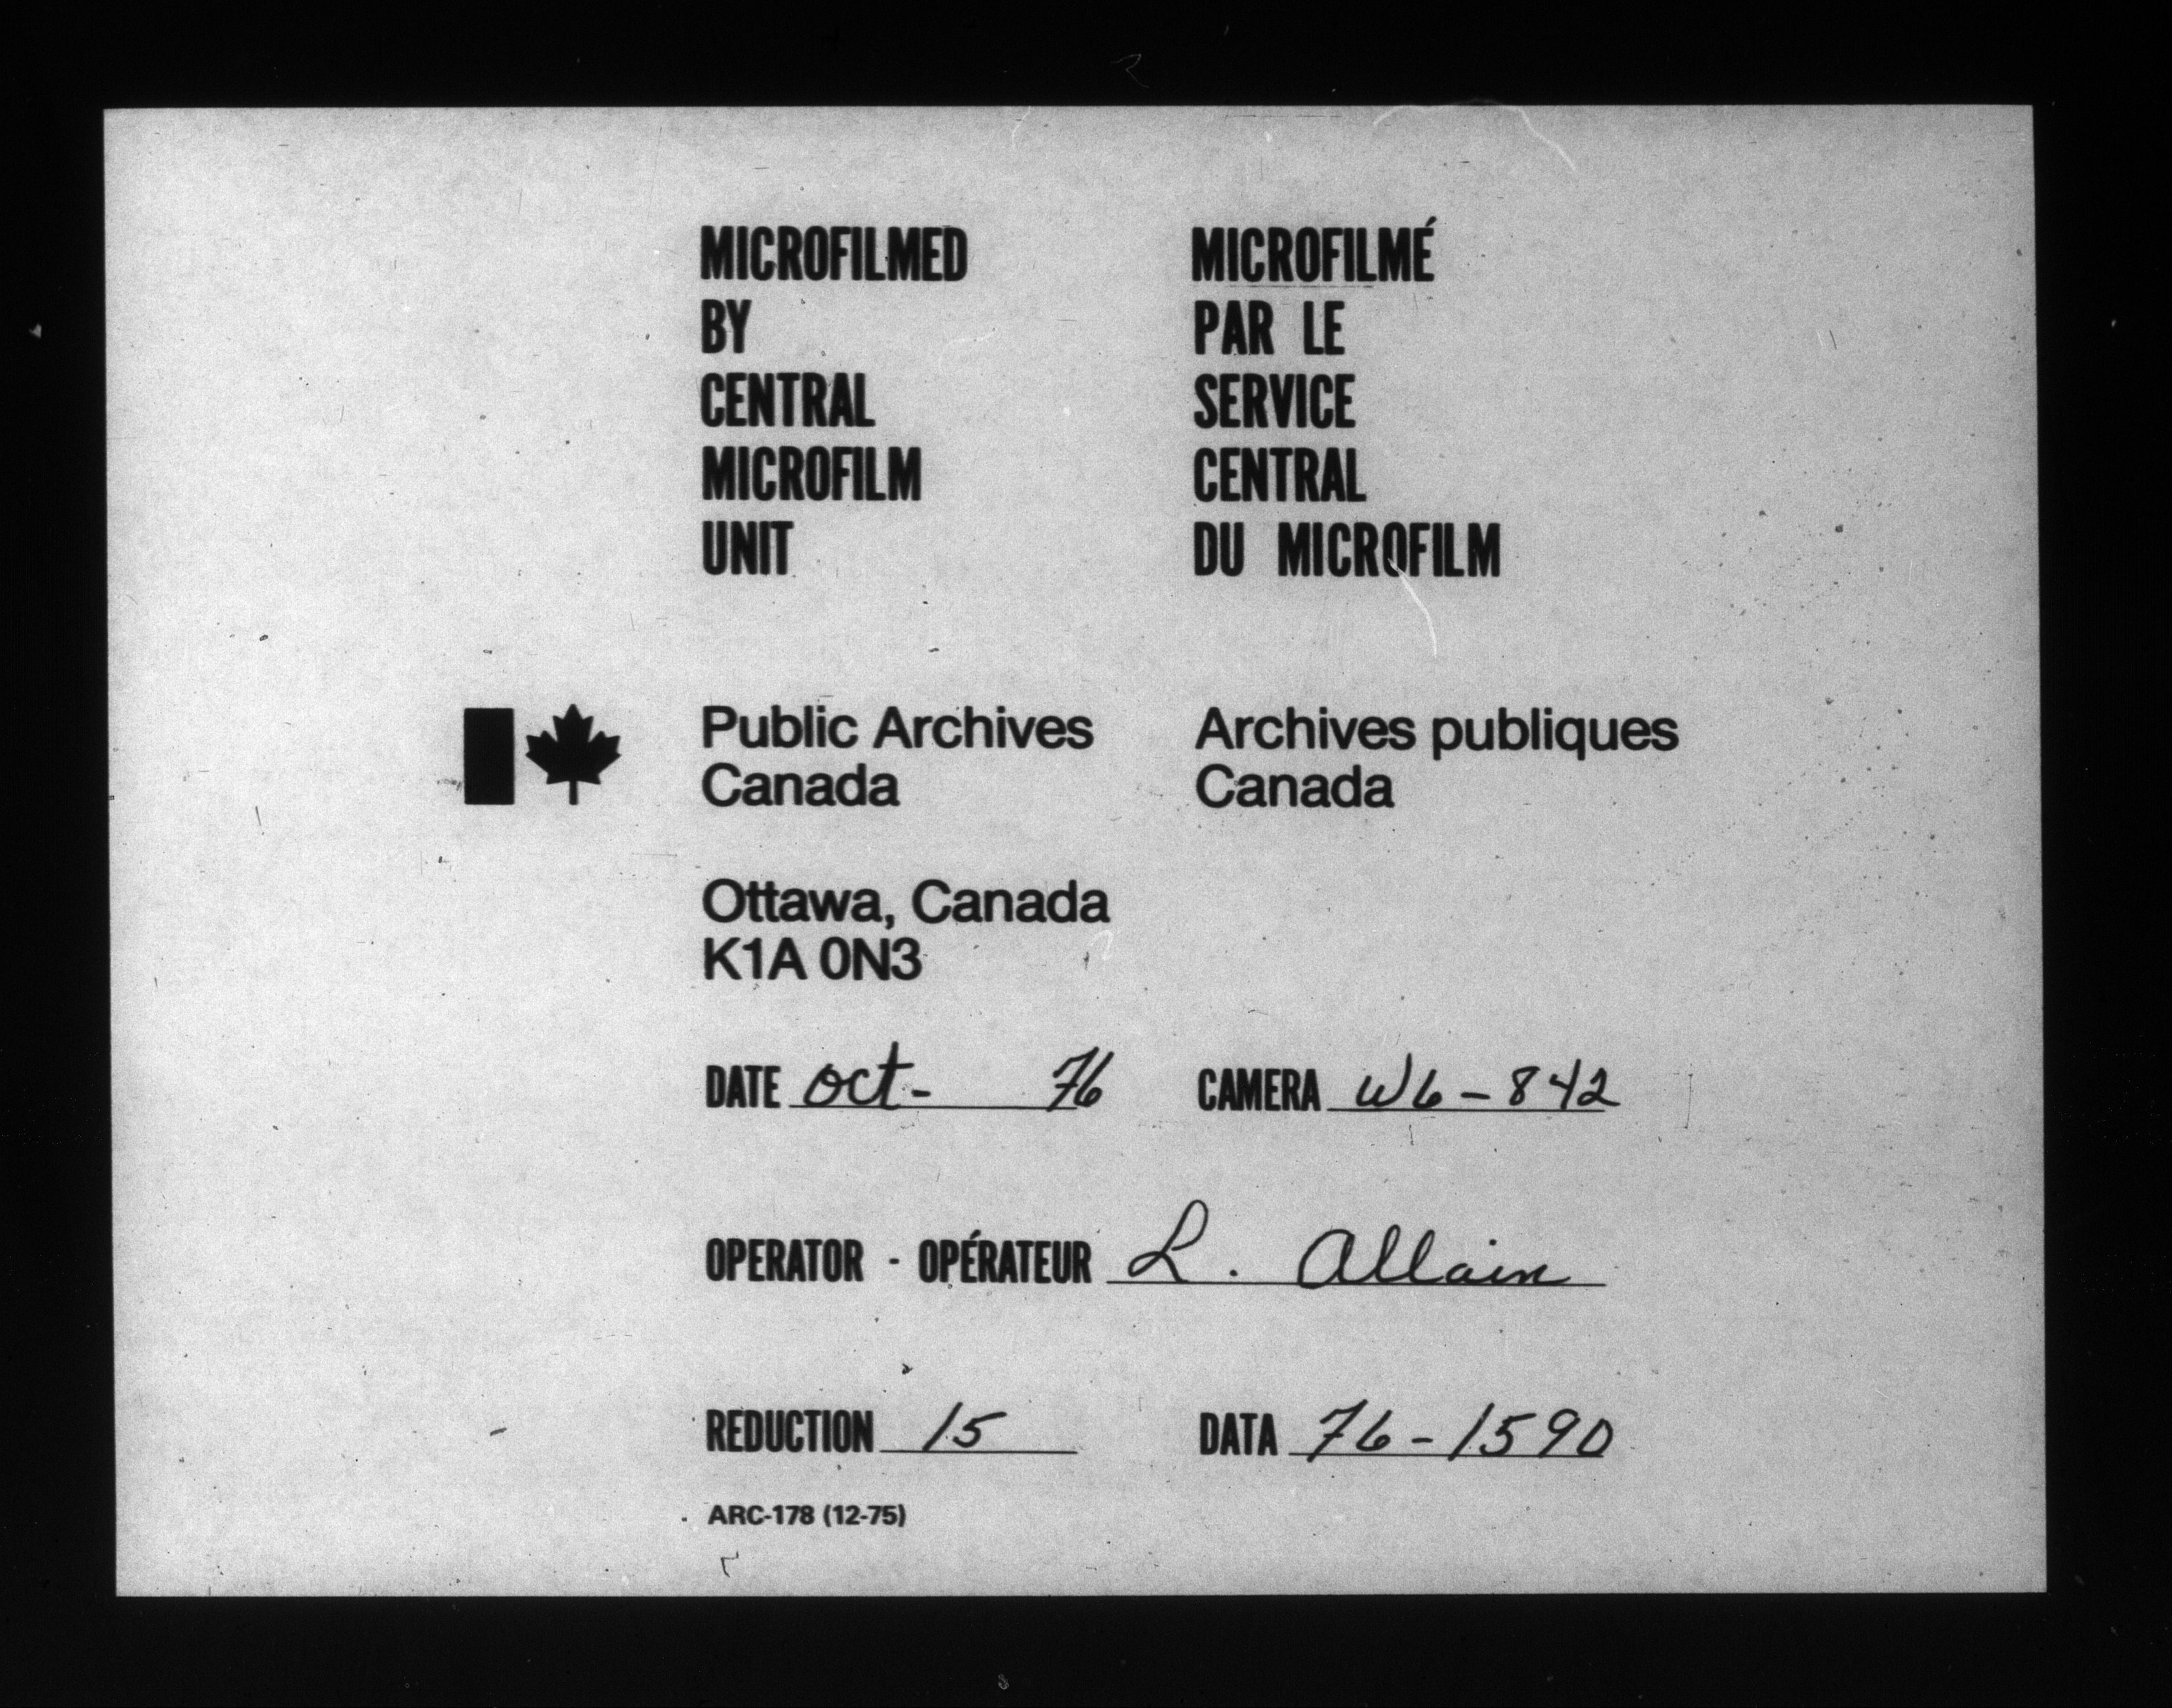 MICROFILMED
BY
CENTRAL
MICROFILM
UNIT
MICROFILMÉ
PAR LE
SERVICE
CENTRAL
DU MICROFILM
Public Archives
Canada
Archives publiques
Canada
Ottawa, Canada
K1A 0N3
DATE Oct- 76
CAMERA W6-842
OPERATOR - OPÉRATEUR L. Allain
REDUCTION 15
DATA 76-1590
ARC-178 (12-75)